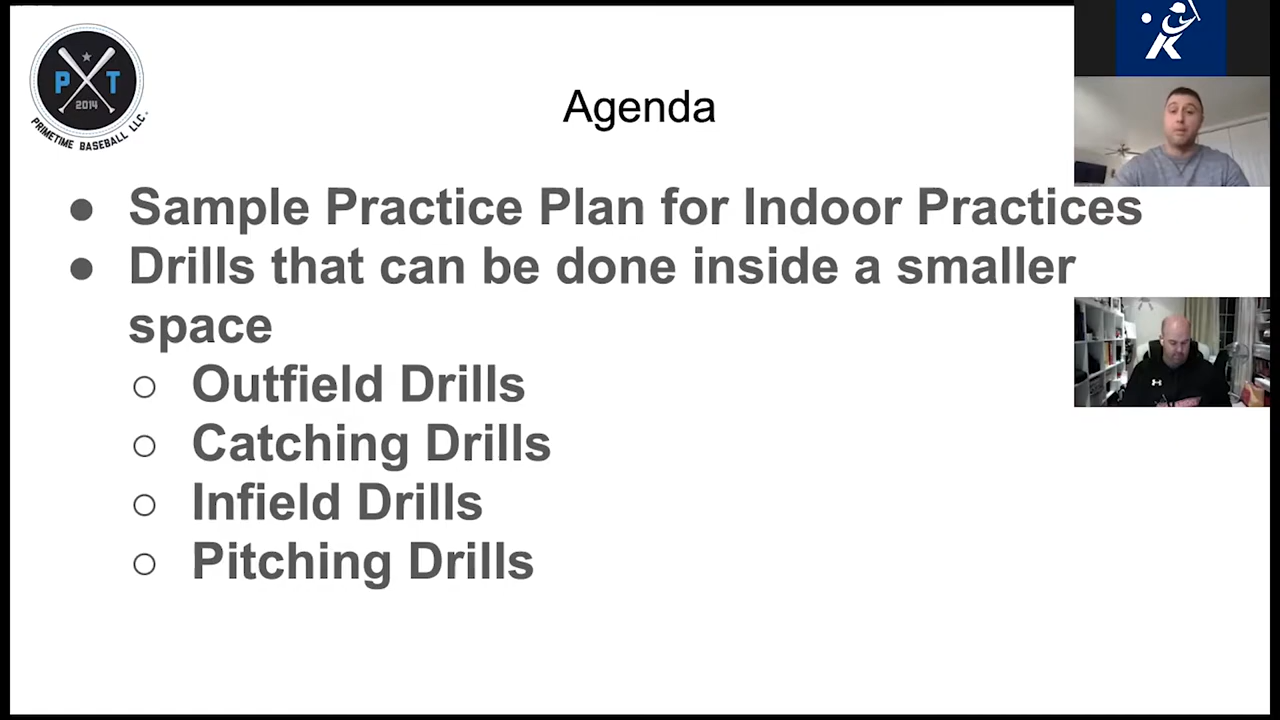 P T
2014
PRIMETIME BASEBALL LLC.
Agenda
● Sample Practice Plan for Indoor Practices
● Drills that can be done inside a smaller
space
○ Outfield Drills
○ Catching Drills
○ Infield Drills
○ Pitching Drills
K